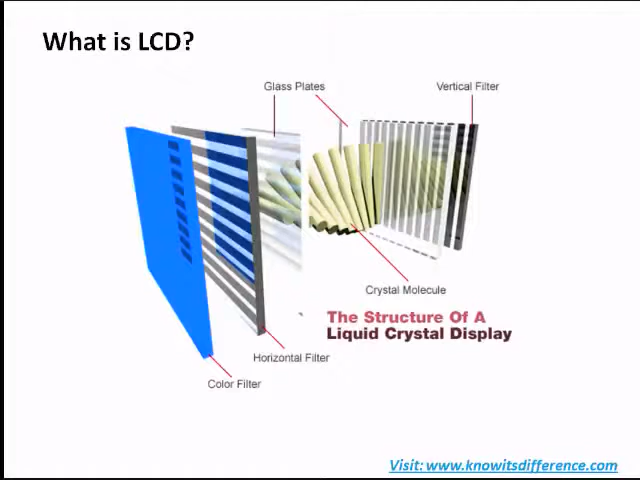 What is LCD?
Glass Plates
Vertical Filter
Crystal Molecule
The Structure Of A
Liquid Crystal Display
Horizontal Filter
Color Filter
Visit: www.knowitsdifference.com